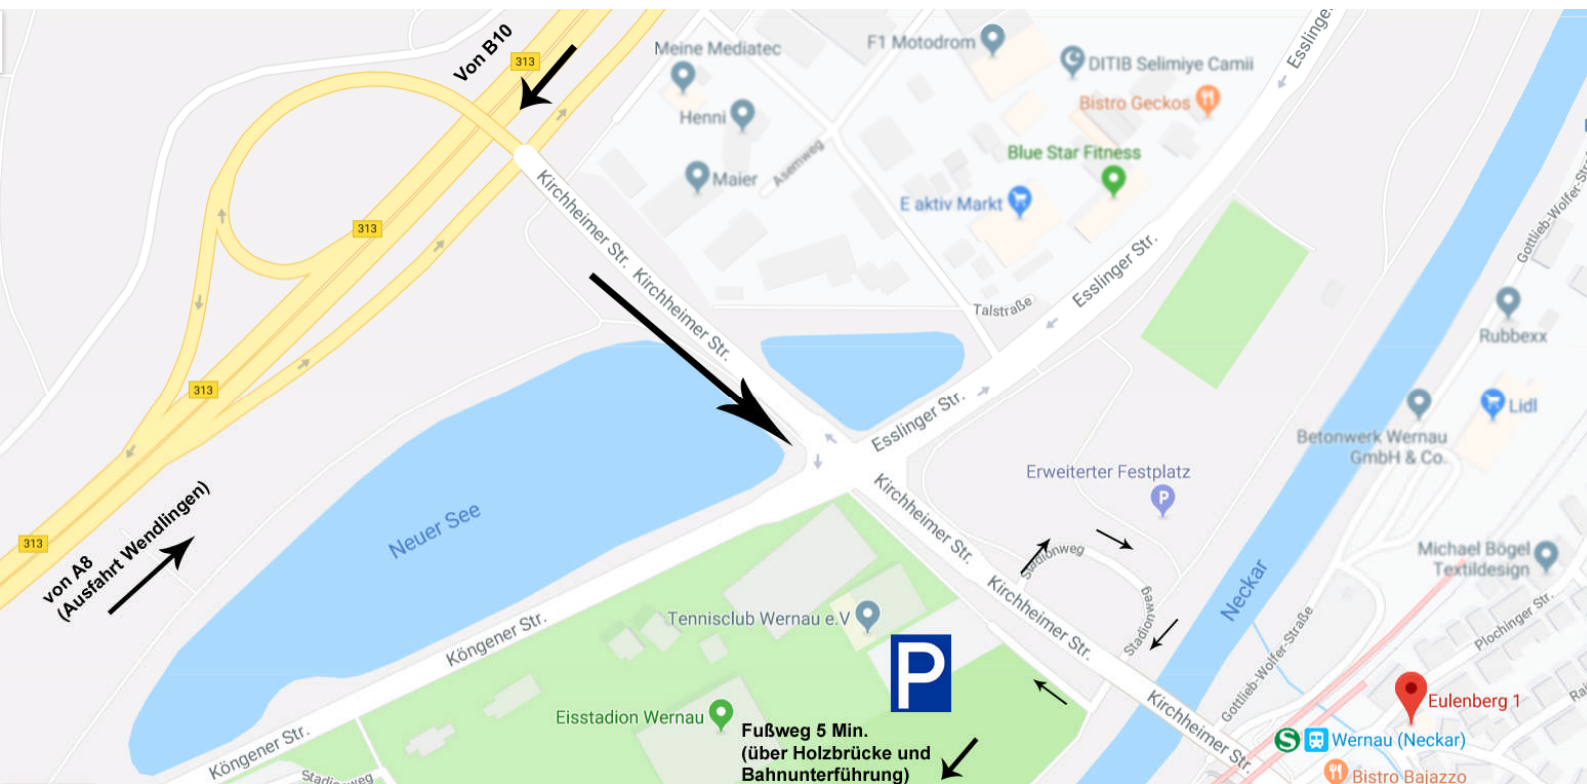 Von B10
313
Meine Mediatec
F1 Motodrom
DITIB Selimiye Camii
Esslinge
Bistro Geckos
Henni
Blue Star Fitness
Asemweg
Maier
Kirchheimer Str.
E aktiv Markt
Gottlieb-Wolfer-Str
313
Kirchheimer Str.
Esslinger Str.
Talstraße
Rubbexx
313
Esslinger Str.
Lidl
Betonwerk Wernau
GmbH & Co.
Erweiterter Festplatz
P
Kirchheimer Str.
Neuer See
313
von A8
(Ausfahrt Wendlingen)
Stadionweg
Michael Bögel
Textildesign
Neckar
Kirchheimer Str.
Stadionweg
Plochinger Str.
Tennisclub Wernau e.V
Köngener Str.
Gottlieb-Wolfer-Straße
P
Kirchheimer Str.
Eulenberg 1
Eisstadion Wernau
Fußweg 5 Min.
(über Holzbrücke und
Bahnunterführung)
S
Wernau (Neckar)
Köngener Str.
Bistro Bajazzo